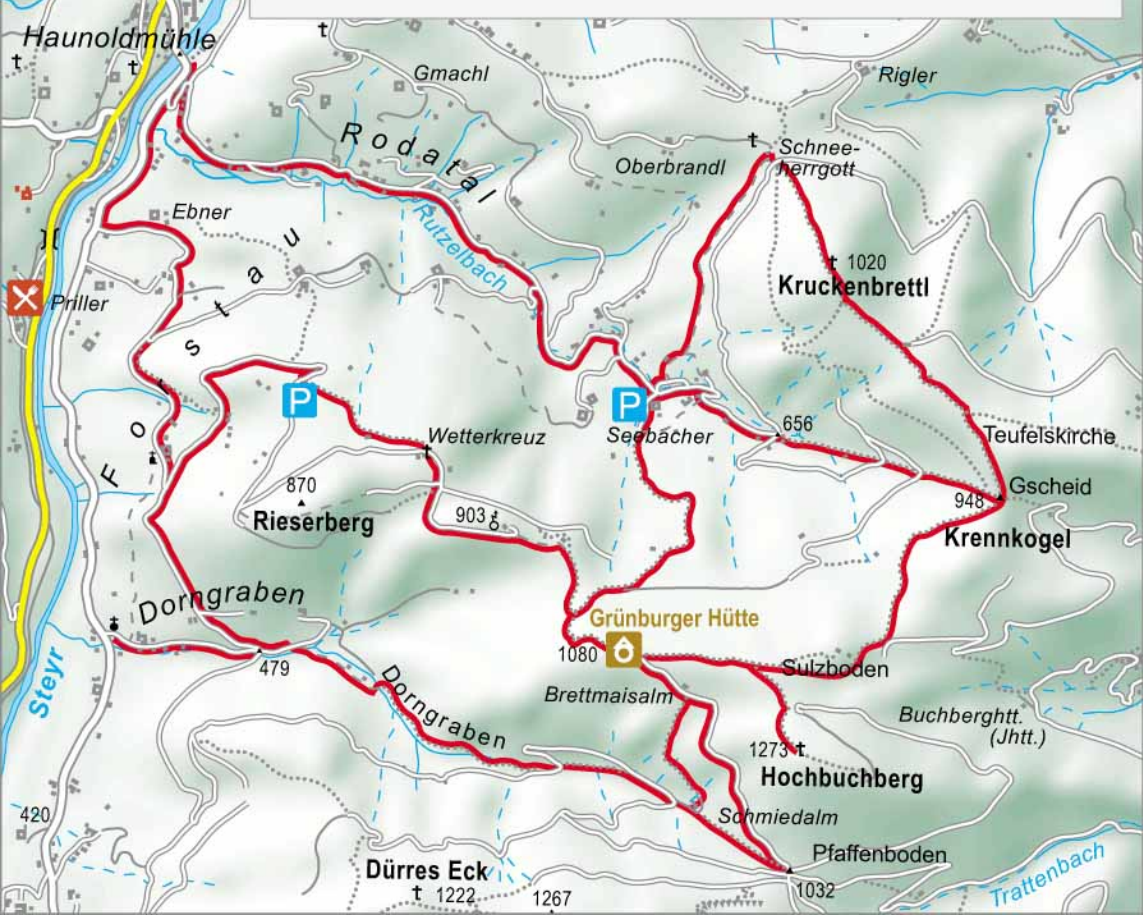 Haunoldmühle
Gmachl
Rigler
Rodatal
Oberbrandl
Schnee-
herrgott
Ebner
Rutzelbach
1020
Kruckenbrettl
Priller
Forstau
P
P
656
Wetterkreuz
Seebacher
Teufelskirche
870
Rieserberg
903
948
Gscheid
Krennkogel
Dorngraben
Grünburger Hütte
1080
479
Sulzboden
Steyr
Dorngraben
Brettmaisalm
Buchberghtt.
(Jhtt.)
1273
Hochbuchberg
420
Schmiedalm
Pfaffenboden
Dürres Eck
1222
1267
1032
Trattenbach